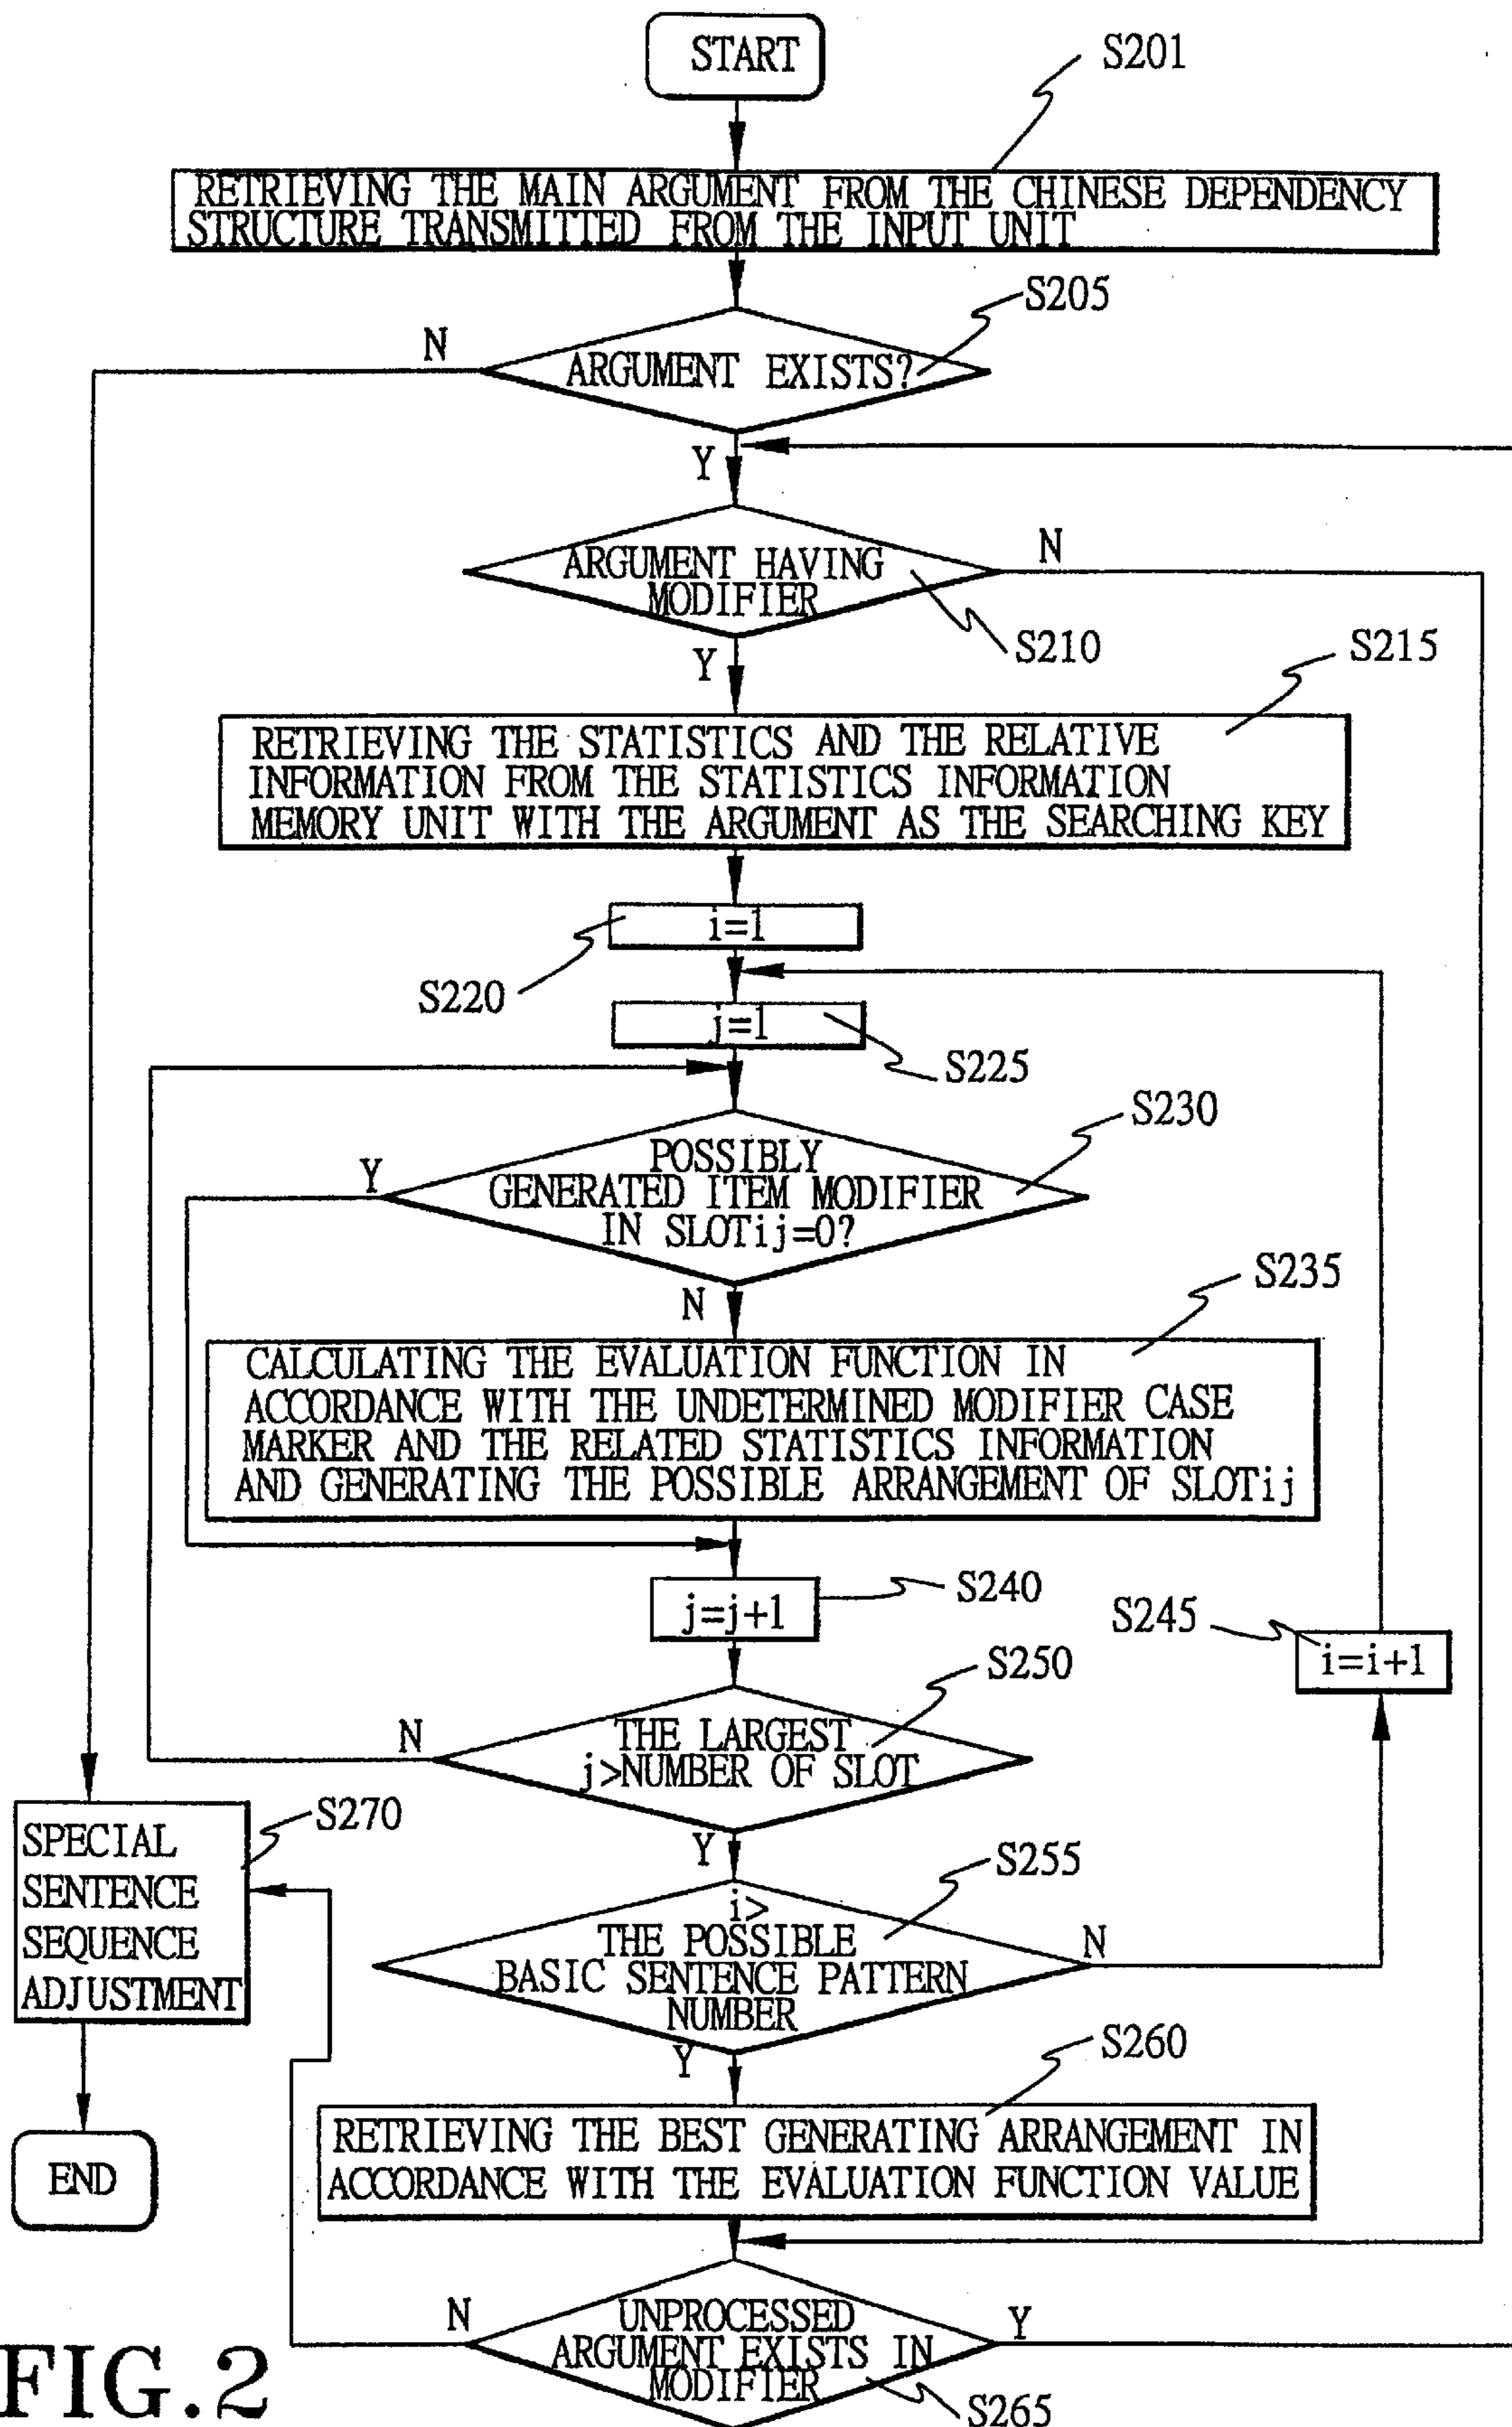 START
S201
RETRIEVING THE MAIN ARGUMENT FROM THE CHINESE DEPENDENCY
STRUCTURE TRANSMITTED FROM THE INPUT UNIT
S205
N
ARGUMENT EXISTS?
Y
N
ARGUMENT HAVING
MODIFIER
S210
Y
S215
RETRIEVING THE STATISTICS AND THE RELATIVE
INFORMATION FROM THE STATISTICS INFORMATION
MEMORY UNIT WITH THE ARGUMENT AS THE SEARCHING KEY
i=1
S220
j=1
S225
S230
POSSIBLY
Y
GENERATED ITEM MODIFIER
IN SLOTij=0?
S235
N
CALCULATING THE EVALUATION FUNCTION IN
ACCORDANCE WITH THE UNDETERMINED MODIFIER CASE
MARKER AND THE RELATED STATISTICS INFORMATION
AND GENERATING THE POSSIBLE ARRANGEMENT OF SLOTij
S240
j=j+1
S245
i=i+1
S250
N
THE LARGEST
j>NUMBER OF SLOT
S270
SPECIAL
SENTENCE
SEQUENCE
ADJUSTMENT
Y
S255
i>
THE POSSIBLE
BASIC SENTENCE PATTERN
NUMBER
N
Y
S260
RETRIEVING THE BEST GENERATING ARRANGEMENT IN
ACCORDANCE WITH THE EVALUATION FUNCTION VALUE
END
N
UNPROCESSED
ARGUMENT EXISTS IN
MODIFIER
Y
S265
FIG.2